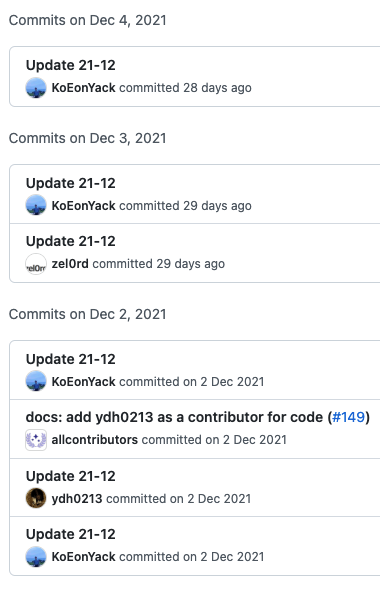 Commits on Dec 4, 2021
Update 21-12
KoEonYack committed 28 days ago
Commits on Dec 3, 2021
Update 21-12
KoEonYack committed 29 days ago
Update 21-12
zel0rd committed 29 days ago
Commits on Dec 2, 2021
Update 21-12
KoEonYack committed on 2 Dec 2021
docs: add ydh0213 as a contributor for code (#149)
allcontributors committed on 2 Dec 2021
Update 21-12
ydh0213 committed on 2 Dec 2021
Update 21-12
KoEonYack committed on 2 Dec 2021